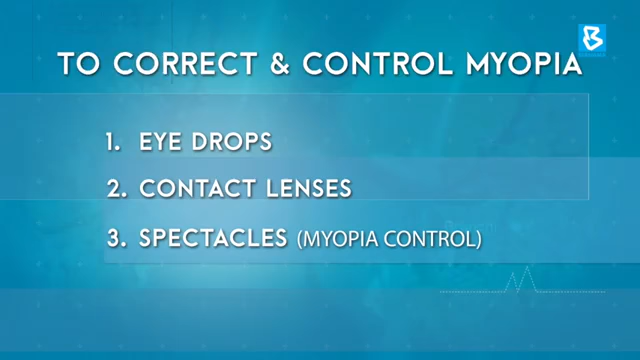 TO CORRECT & CONTROL MYOPIA
1. EYE DROPS
2. CONTACT LENSES
3. SPECTACLES (MYOPIA CONTROL)